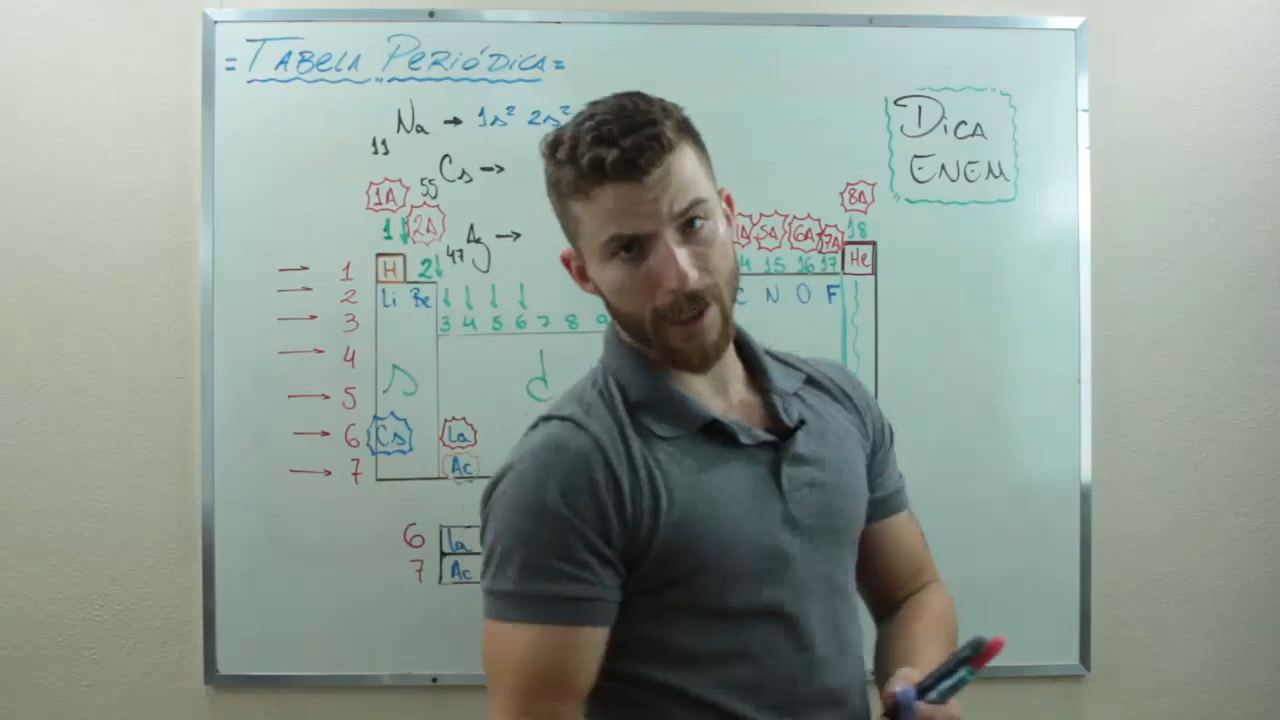 = Tabela Periódica =
Dica
Enem
11 Na → 1s² 2s²
55 Cs →
47 Ag →
1A 2A 5A 6A 7A 8A
1 2 15 16 17 18
→ 1 H He
→ 2 Li Be N O F
→ 3 3 4 5 6 7 8 9
→ 4
→ 5 s d
→ 6 Cs La
→ 7 Ac
6 La
7 Ac